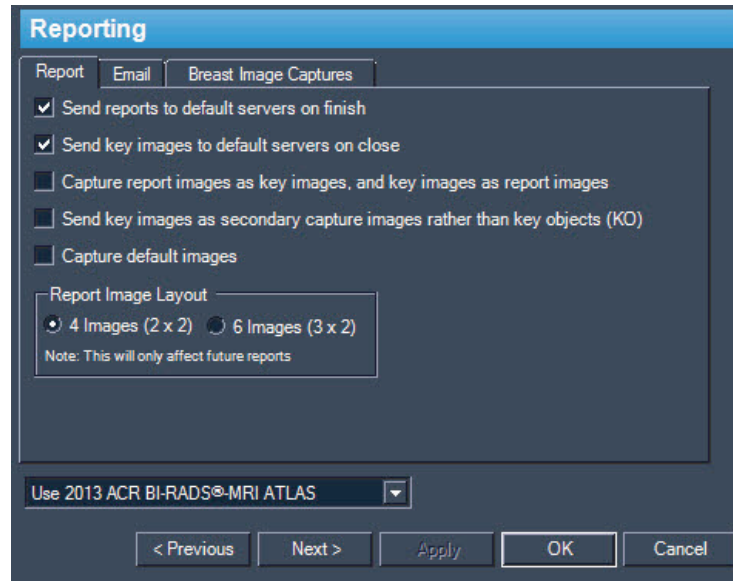 Reporting
Report Email Breast Image Captures
Send reports to default servers on finish
Send key images to default servers on close
Capture report images as key images, and key images as report images
Send key images as secondary capture images rather than key objects (KO)
Capture default images
Report Image Layout
4 Images (2 x 2) 6 Images (3 x 2)
Note: This will only affect future reports
Use 2013 ACR BI-RADS®-MRI ATLAS
< Previous Next > Apply OK Cancel